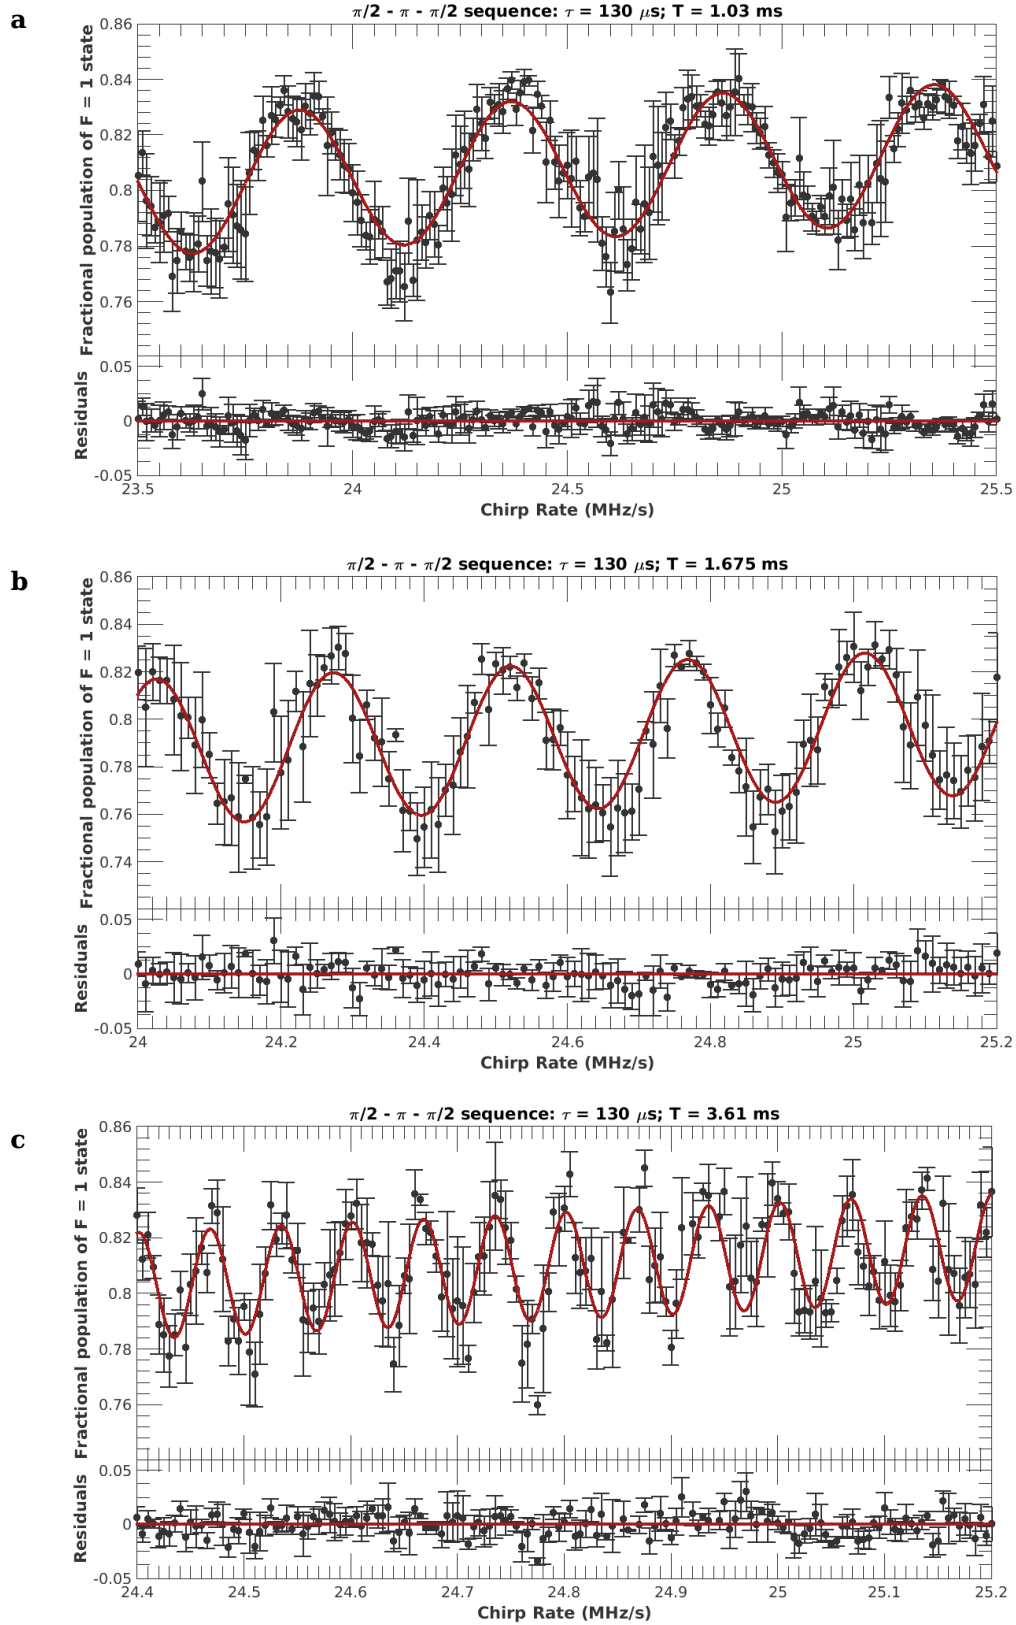 a
π/2 - π - π/2 sequence: τ = 130 μs; T = 1.03 ms
Fractional population of F = 1 state
0.86
0.84
0.82
0.8
0.78
0.76
Residuals
0.05
0
-0.05
23.5 24 24.5 25 25.5
Chirp Rate (MHz/s)
b
π/2 - π - π/2 sequence: τ = 130 μs; T = 1.675 ms
Fractional population of F = 1 state
0.86
0.84
0.82
0.8
0.78
0.76
0.74
Residuals
0.05
0
-0.05
24 24.2 24.4 24.6 24.8 25 25.2
Chirp Rate (MHz/s)
c
π/2 - π - π/2 sequence: τ = 130 μs; T = 3.61 ms
Fractional population of F = 1 state
0.86
0.84
0.82
0.8
0.78
0.76
Residuals
0.05
0
-0.05
24.4 24.5 24.6 24.7 24.8 24.9 25 25.1 25.2
Chirp Rate (MHz/s)